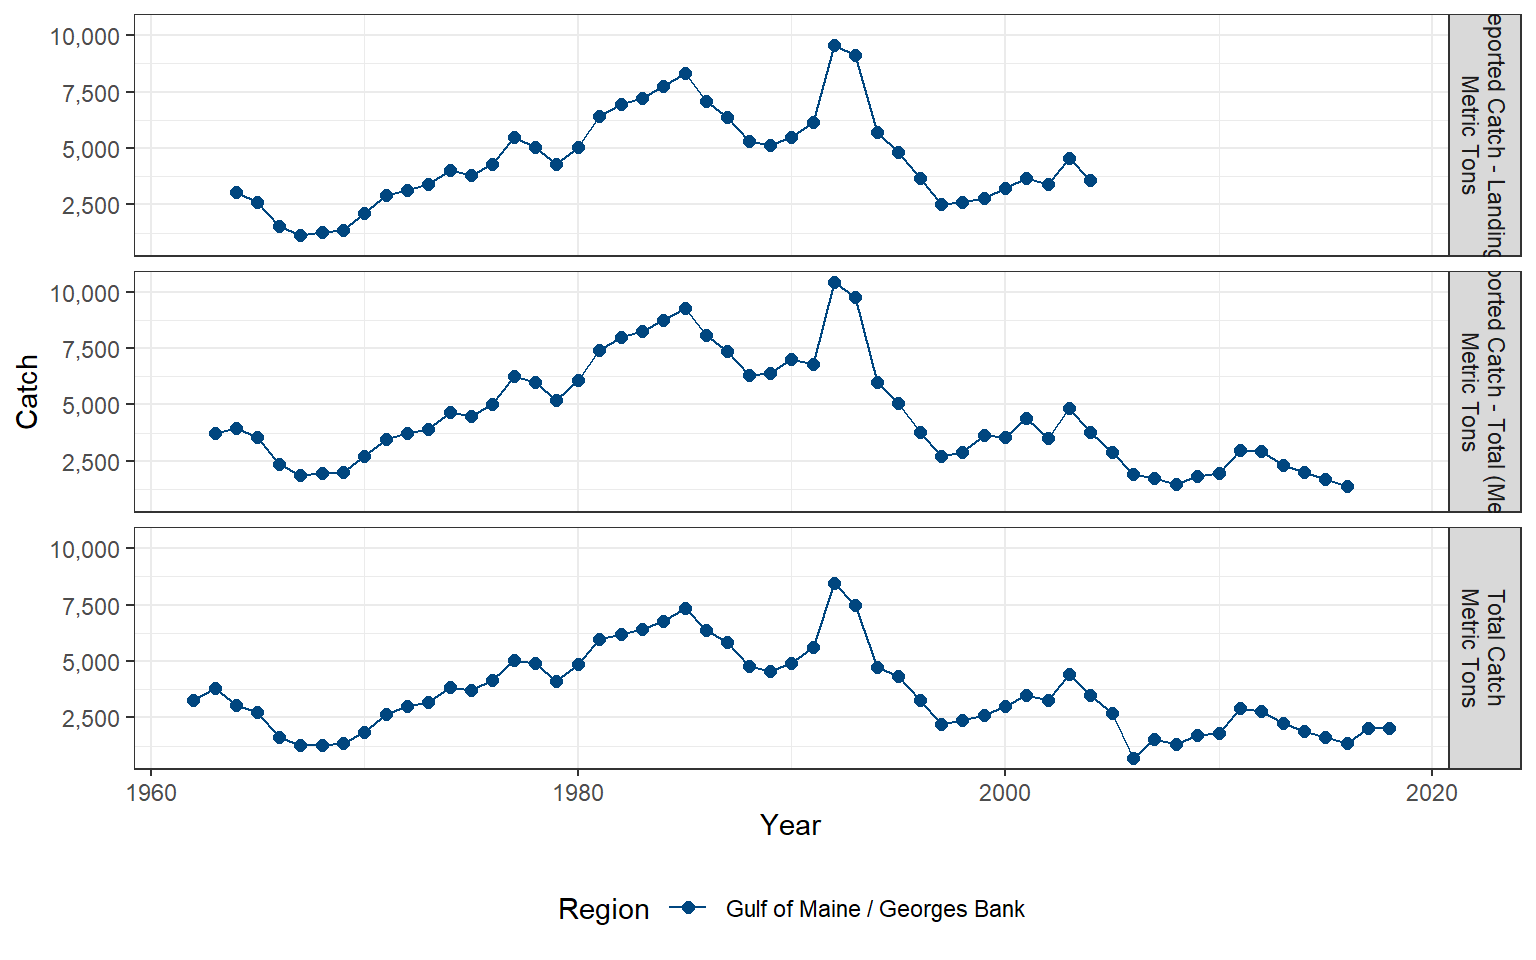 10,000
7,500
5,000
2,500
eported Catch - Landing
Metric Tons
10,000
7,500
5,000
2,500
ported Catch - Total (Me
Metric Tons
10,000
7,500
5,000
2,500
Total Catch
Metric Tons
Catch
1960
1980
2000
2020
Year
Region
Gulf of Maine / Georges Bank